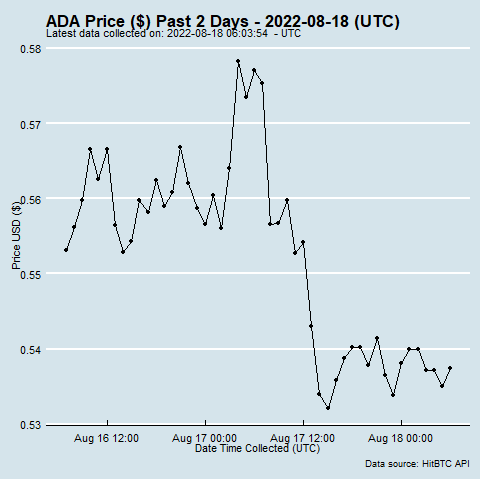 ADA Price ($) Past 2 Days - 2022-08-18 (UTC)
Latest data collected on: 2022-08-18 06:03:54 - UTC
0.58
0.57
0.56
0.55
0.54
0.53
Price USD ($)
Aug 16 12:00
Aug 17 00:00
Aug 17 12:00
Aug 18 00:00
Date Time Collected (UTC)
Data source: HitBTC API